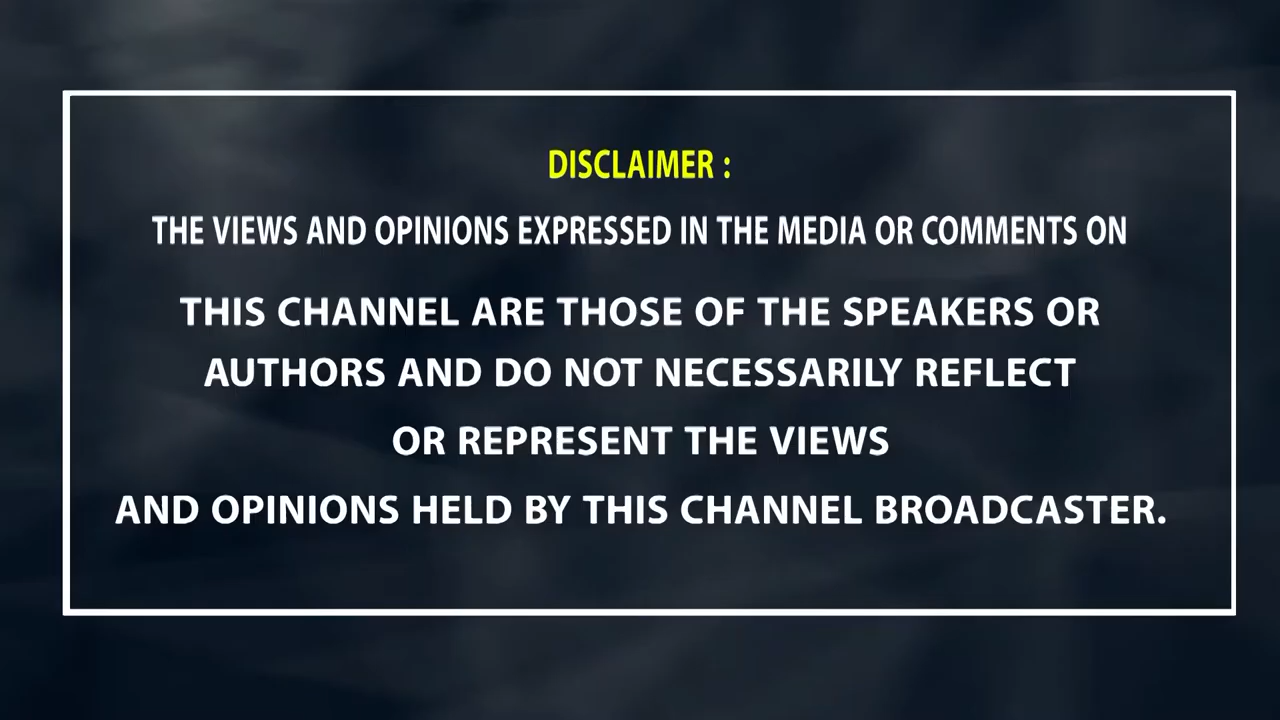 DISCLAIMER :
THE VIEWS AND OPINIONS EXPRESSED IN THE MEDIA OR COMMENTS ON
THIS CHANNEL ARE THOSE OF THE SPEAKERS OR
AUTHORS AND DO NOT NECESSARILY REFLECT
OR REPRESENT THE VIEWS
AND OPINIONS HELD BY THIS CHANNEL BROADCASTER.